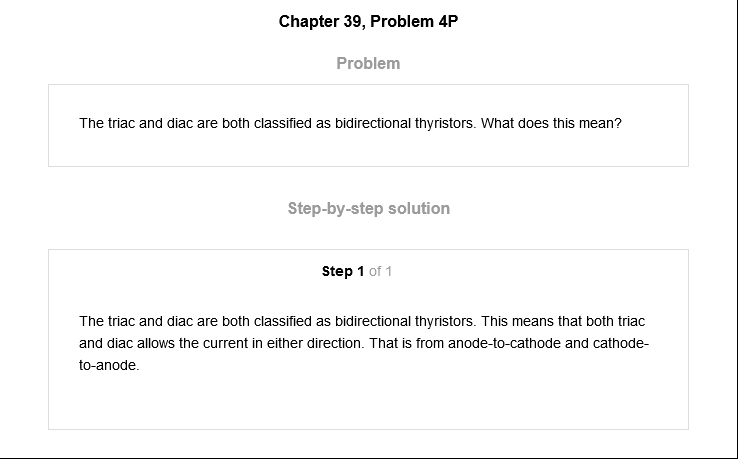 Chapter 39, Problem 4P
Problem
The triac and diac are both classified as bidirectional thyristors. What does this mean?
Step-by-step solution
Step 1 of 1
The triac and diac are both classified as bidirectional thyristors. This means that both triac
and diac allows the current in either direction. That is from anode-to-cathode and cathode-
to-anode.